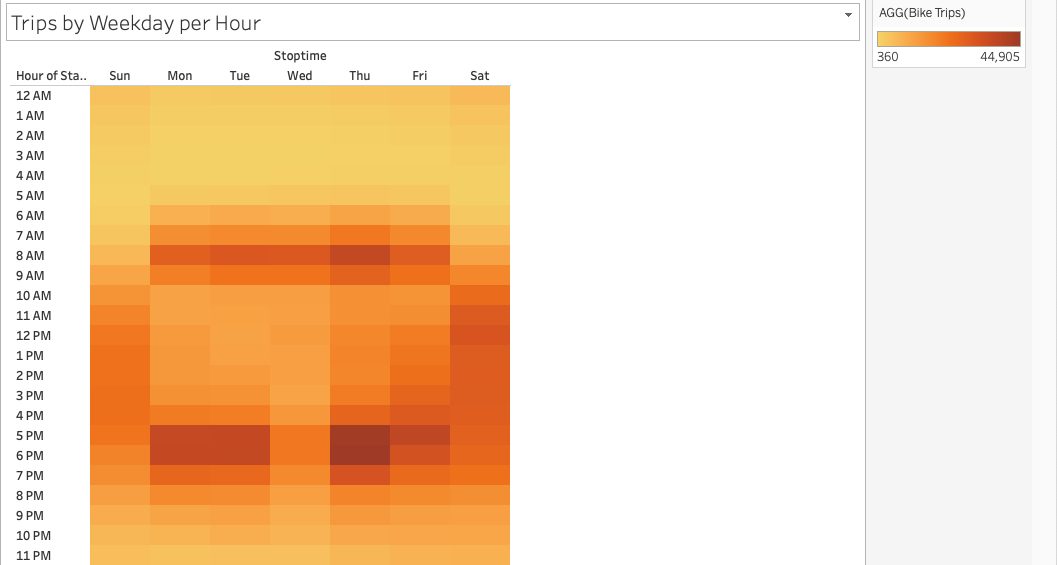 Trips by Weekday per Hour
AGG(Bike Trips)
360 44,905
Stoptime
Hour of Sta.. Sun Mon Tue Wed Thu Fri Sat
12 AM
1 AM
2 AM
3 AM
4 AM
5 AM
6 AM
7 AM
8 AM
9 AM
10 AM
11 AM
12 PM
1 PM
2 PM
3 PM
4 PM
5 PM
6 PM
7 PM
8 PM
9 PM
10 PM
11 PM